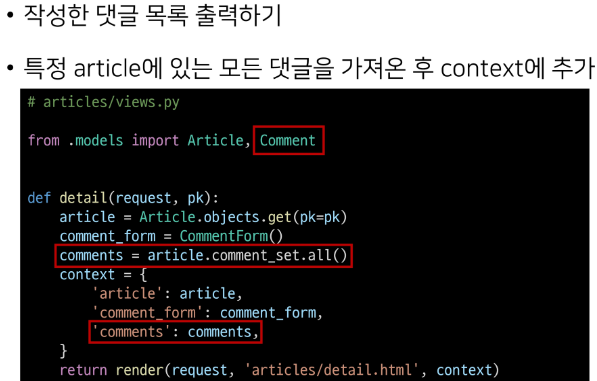 • 작성한 댓글 목록 출력하기
• 특정 article에 있는 모든 댓글을 가져온 후 context에 추가
# articles/views.py
from .models import Article, Comment
def detail(request, pk):
    article = Article.objects.get(pk=pk)
    comment_form = CommentForm()
    comments = article.comment_set.all()
    context = {
        'article': article,
        'comment_form': comment_form,
        'comments': comments,
    }
    return render(request, 'articles/detail.html', context)